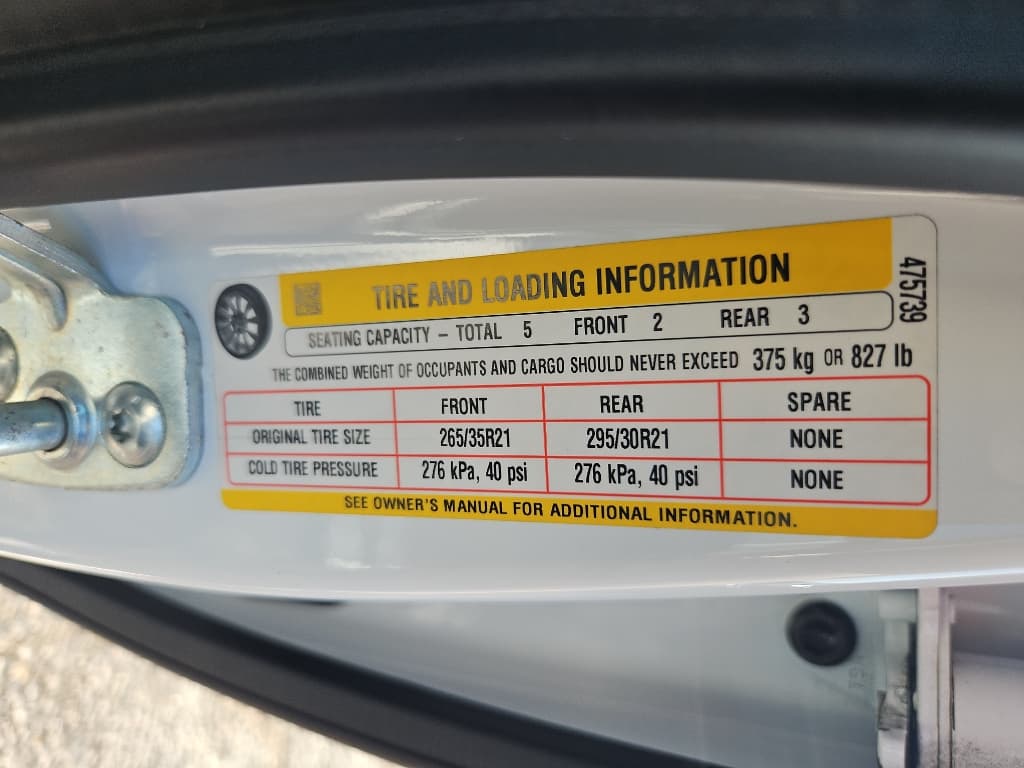 TIRE AND LOADING INFORMATION
475739
SEATING CAPACITY – TOTAL 5 FRONT 2 REAR 3
THE COMBINED WEIGHT OF OCCUPANTS AND CARGO SHOULD NEVER EXCEED 375 kg OR 827 lb
TIRE FRONT REAR SPARE
ORIGINAL TIRE SIZE 265/35R21 295/30R21 NONE
COLD TIRE PRESSURE 276 kPa, 40 psi 276 kPa, 40 psi NONE
SEE OWNER'S MANUAL FOR ADDITIONAL INFORMATION.